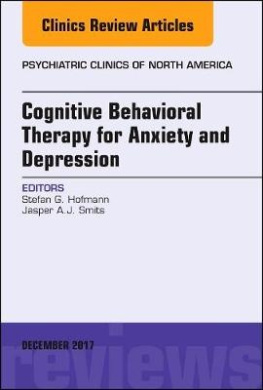 Clinics Review Articles
PSYCHIATRIC CLINICS OF NORTH AMERICA
Cognitive Behavioral
Therapy for Anxiety and
Depression
EDITORS
Stefan G. Hofmann
Jasper A.J. Smits
DECEMBER 2017
reviews